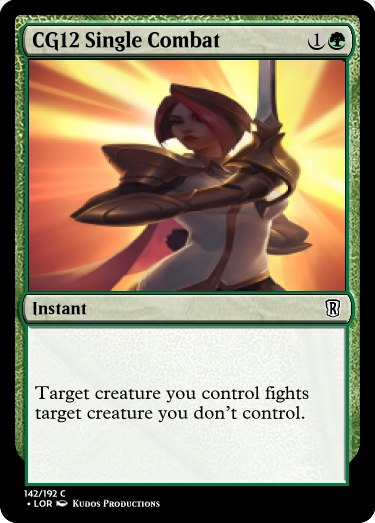 CG12 Single Combat 1
Instant R
Target creature you control fights
target creature you don't control.
142/192 C
• LOR Kudos Productions